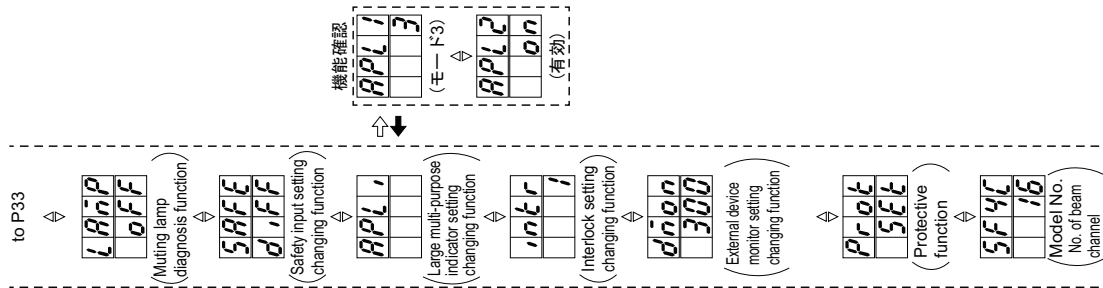 to P33
LAmP
oFF
(Muting lamp
diagnosis function)
SAFE
diFF
(Safety input setting
changing function)
APLi
(Large multi-purpose
indicator setting
changing function)
intr
1
(Interlock setting
changing function)
dmon
300
(External device
monitor setting
changing function)
Prot
SEt
(Protective
function)
SF4C
16
(Model No.
No. of beam
channel)
機能確認
APL1
3
(モード3)
APL2
on
(有効)